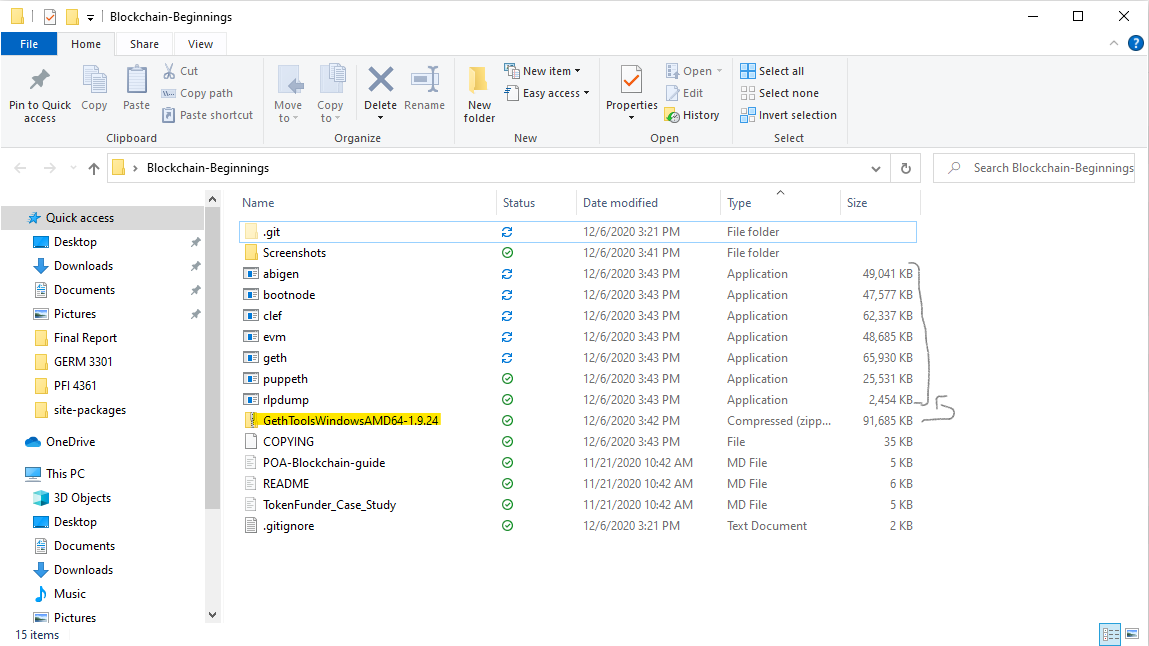 Blockchain-Beginnings
File Home Share View
Pin to Quick access
Copy
Paste
Cut
Copy path
Paste shortcut
Clipboard
Move to
Copy to
Delete
Rename
Organize
New folder
New item
Easy access
New
Properties
Open
Edit
History
Open
Select all
Select none
Invert selection
Select
Blockchain-Beginnings
Search Blockchain-Beginnings
Quick access
Desktop
Downloads
Documents
Pictures
Final Report
GERM 3301
PFI 4361
site-packages
OneDrive
This PC
3D Objects
Desktop
Documents
Downloads
Music
Pictures
Name Status Date modified Type Size
.git 12/6/2020 3:21 PM File folder
Screenshots 12/6/2020 3:41 PM File folder
abigen 12/6/2020 3:43 PM Application 49,041 KB
bootnode 12/6/2020 3:43 PM Application 47,577 KB
clef 12/6/2020 3:43 PM Application 62,337 KB
evm 12/6/2020 3:43 PM Application 48,685 KB
geth 12/6/2020 3:43 PM Application 65,930 KB
puppeth 12/6/2020 3:43 PM Application 25,531 KB
rlpdump 12/6/2020 3:43 PM Application 2,454 KB
GethToolsWindowsAMD64-1.9.24 12/6/2020 3:42 PM Compressed (zipp... 91,685 KB
COPYING 12/6/2020 3:43 PM File 35 KB
POA-Blockchain-guide 11/21/2020 10:42 AM MD File 5 KB
README 11/21/2020 10:42 AM MD File 6 KB
TokenFunder_Case_Study 11/21/2020 10:42 AM MD File 5 KB
.gitignore 12/6/2020 3:21 PM Text Document 2 KB
15 items